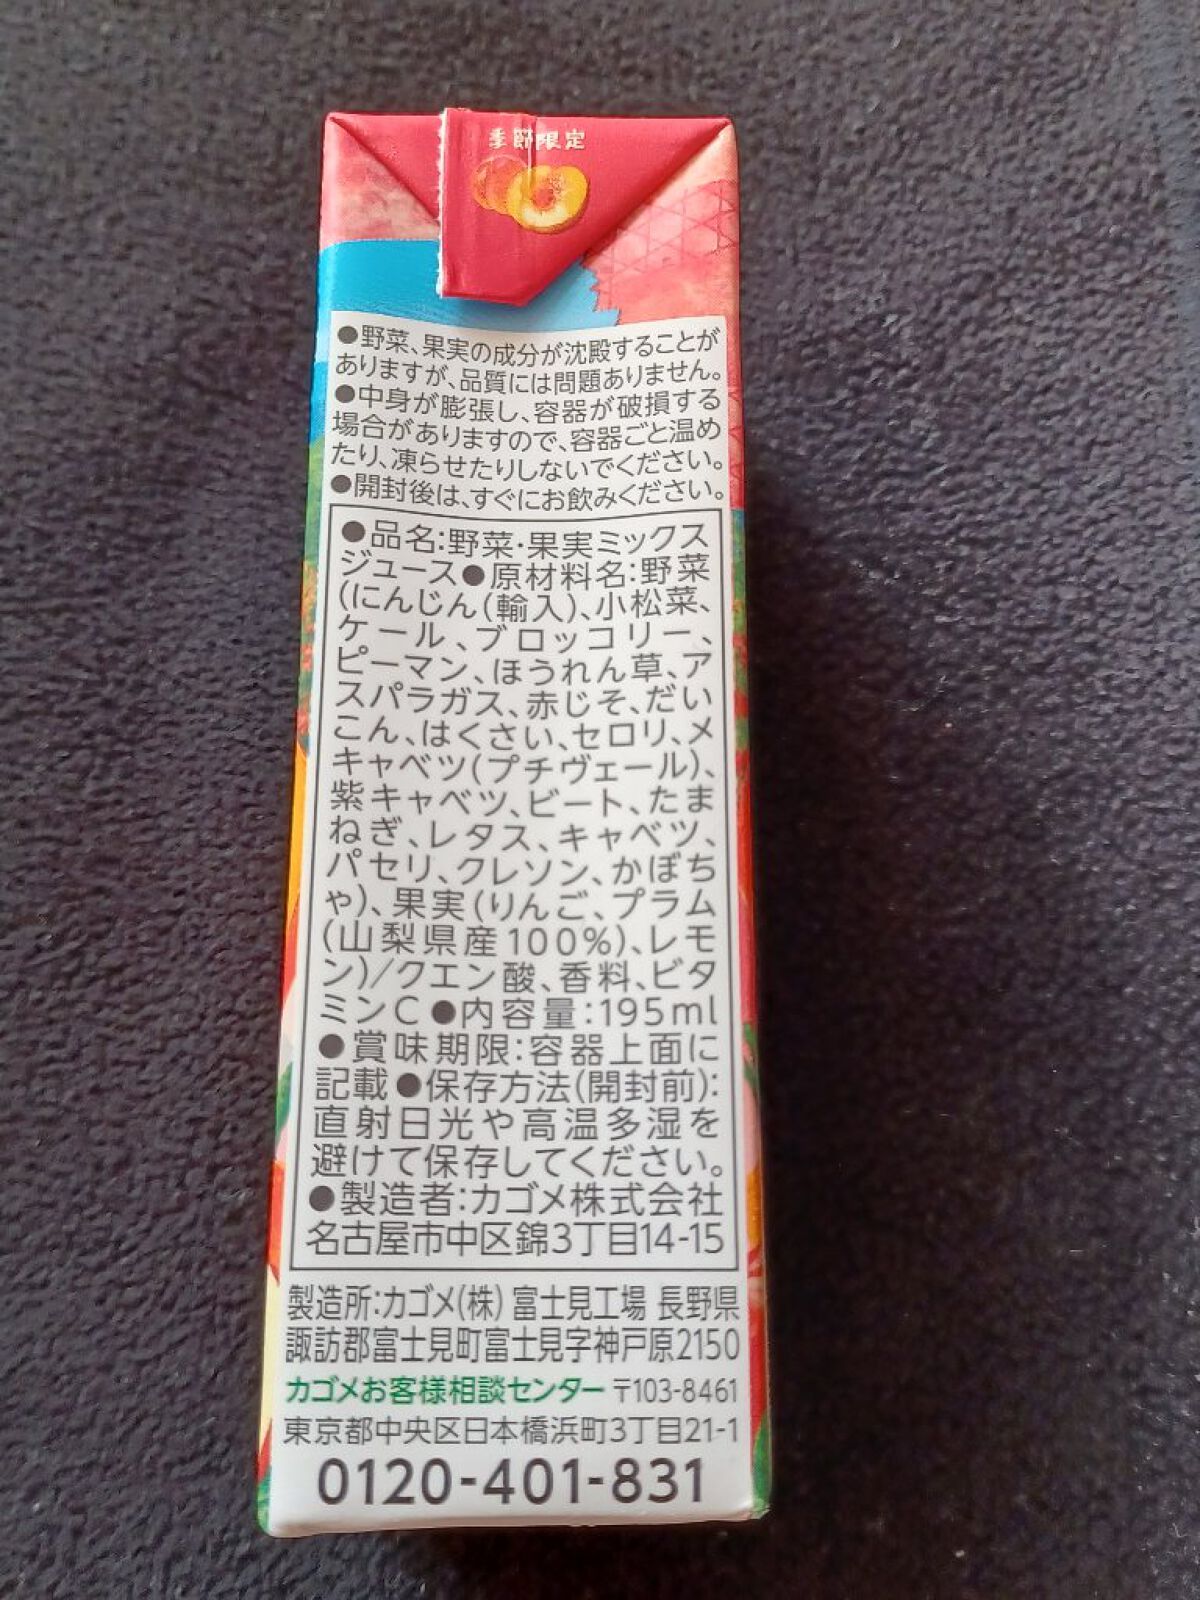 季節限定
●野菜、果実の成分が沈殿することが
ありますが、品質には問題ありません。
●中身が膨張し、容器が破損する
場合がありますので、容器ごと温め
たり、凍らせたりしないでください。
●開封後は、すぐにお飲みください。
●品名:野菜・果実ミックス
ジュース●原材料名:野菜
(にんじん(輸入)、小松菜、
ケール、ブロッコリー、
ピーマン、ほうれん草、ア
スパラガス、赤じそ、だい
こん、はくさい、セロリ、メ
キャベツ(プチヴェール)、
紫キャベツ、ビート、たま
ねぎ、レタス、キャベツ、
パセリ、クレソン、かぼち
ゃ)、果実(りんご、プラム
(山梨県産100%)、レモ
ン)/クエン酸、香料、ビタ
ミンC●内容量:195ml
●賞味期限:容器上面に
記載●保存方法(開封前):
直射日光や高温多湿を
避けて保存してください。
●製造者:カゴメ株式会社
名古屋市中区錦3丁目14-15
製造所:カゴメ(株) 富士見工場 長野県
諏訪郡富士見町富士見字神戸原2150
カゴメお客様相談センター 〒103-8461
東京都中央区日本橋浜町3丁目21-1
0120-401-831